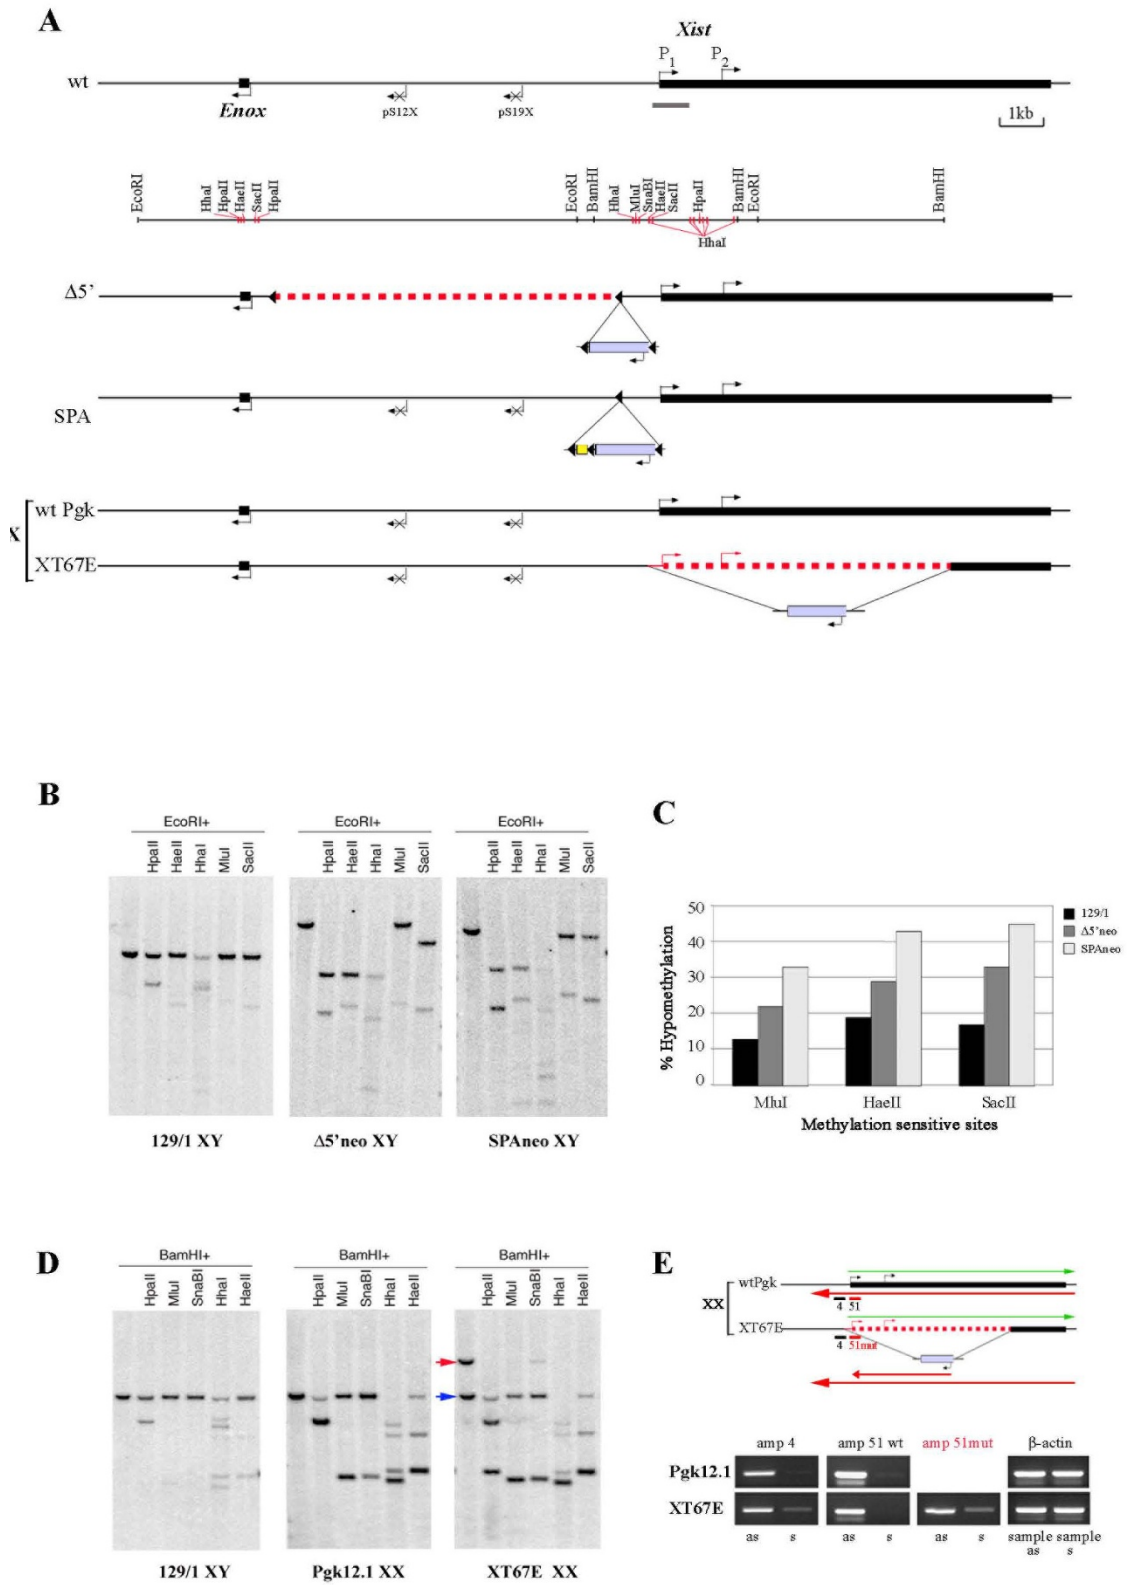 A
Xist
P1 P2
wt
Enox
pS12X
pS19X
1kb
EcoRI HhaI HpaII HaeII SacII HpaII EcoRI BamHI HhaI MluI SnaBI HaeII SacII HpaII BamHI EcoRI BamHI
HhaI
Δ5'
SPA
wt Pgk
X
XT67E
B
EcoRI+
HpaII HaeII HhaI MluI SacII
129/1 XY
EcoRI+
HpaII HaeII HhaI MluI SacII
Δ5'neo XY
EcoRI+
HpaII HaeII HhaI MluI SacII
SPAneo XY
C
% Hypomethylation
50
40
30
20
10
0
129/1
Δ5'neo
SPAneo
MluI HaeII SacII
Methylation sensitive sites
D
BamHI+
HpaII MluI SnaBI HhaI HaeII
129/1 XY
BamHI+
HpaII MluI SnaBI HhaI HaeII
Pgk12.1 XX
BamHI+
HpaII MluI SnaBI HhaI HaeII
XT67E XX
E
wtPgk
XX
4 51
XT67E
4 51mut
amp 4 amp 51 wt amp 51mut β-actin
Pgk12.1
XT67E
as s as s as s sample as sample s